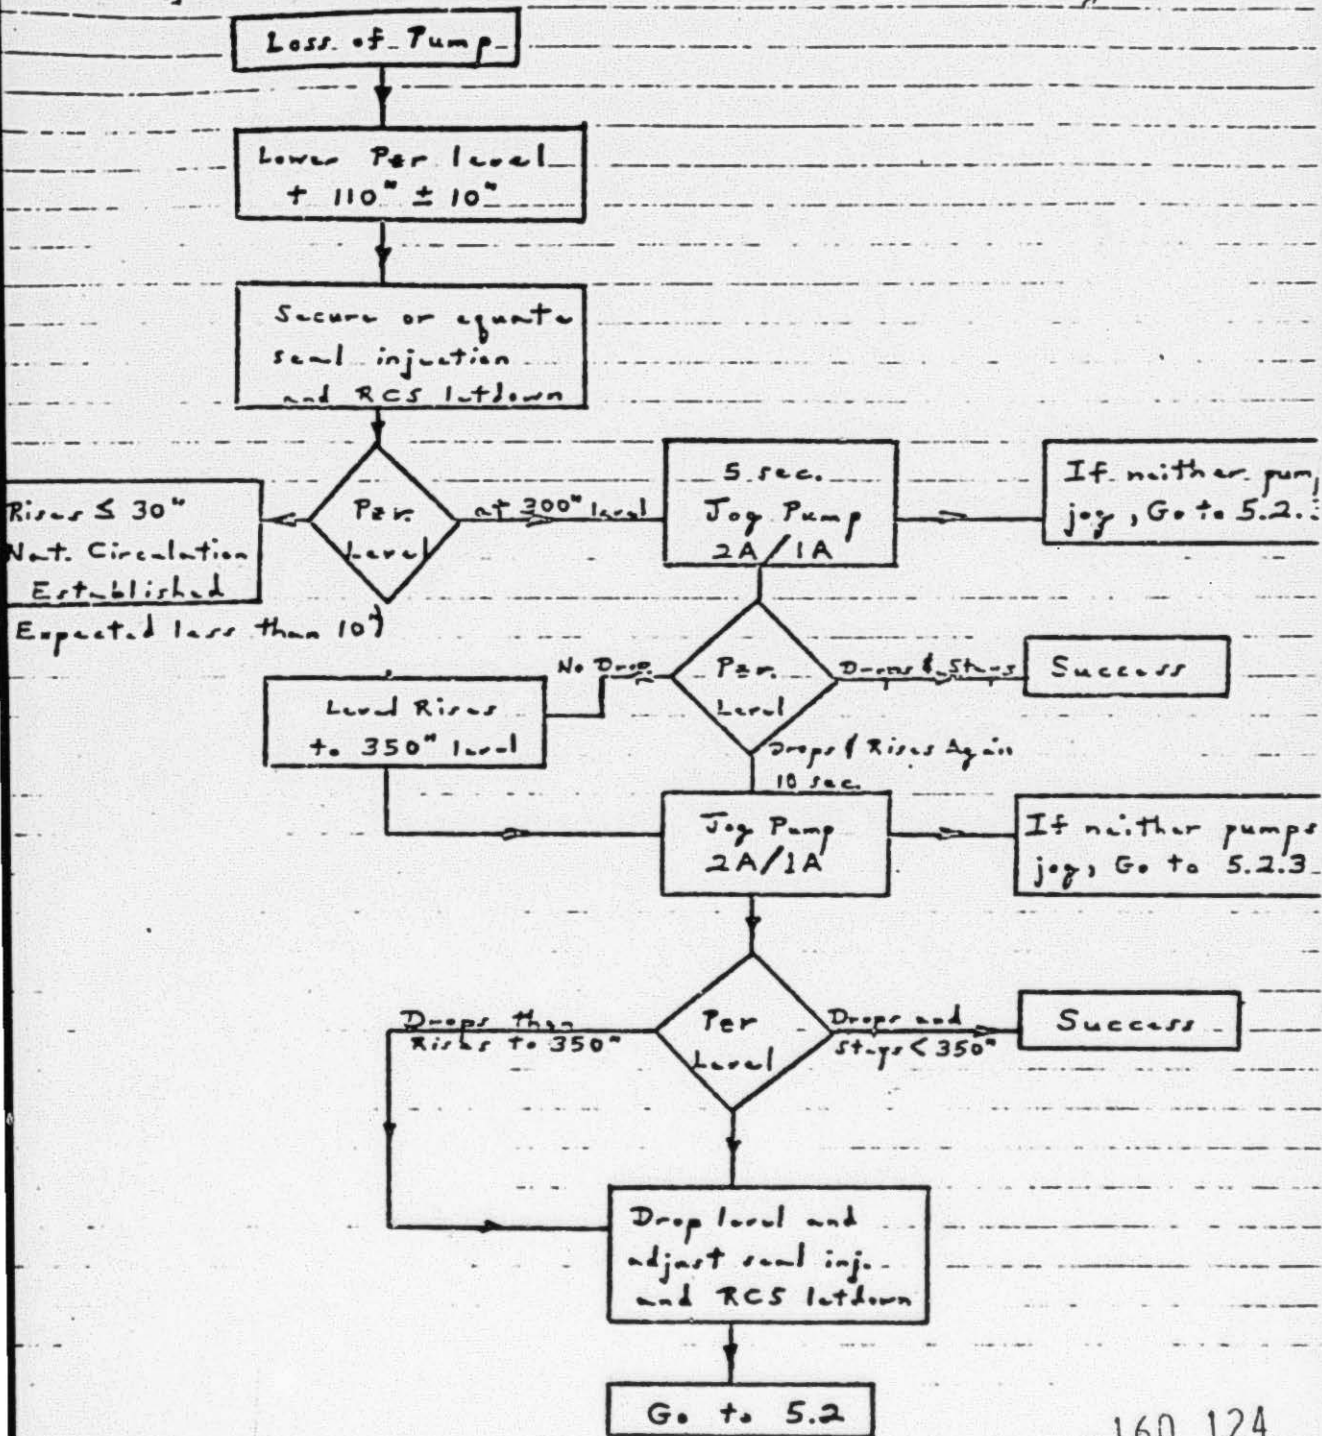 Loss of Pump
Lower Pzr level
+ 110" ± 10"
Secure or equate
seal injection
and RCS letdown
Pzr.
Level
at 300" level
5 sec.
Jog Pump
2A/1A
If neither pum
jog, Go to 5.2.
Rises ≤ 30"
Nat. Circulation
Established
Expected less than 10")
No Drop
Pzr.
Level
Drops & Stays
Success
Level Rises
to 350" level
Drops & Rises Again
10 sec.
Jog Pump
2A/1A
If neither pumps
jog, Go to 5.2.3
Drops then
Rises to 350"
Pzr
Level
Drops and
stays < 350"
Success
Drop level and
adjust seal inj.
and RCS letdown
Go to 5.2
160 124